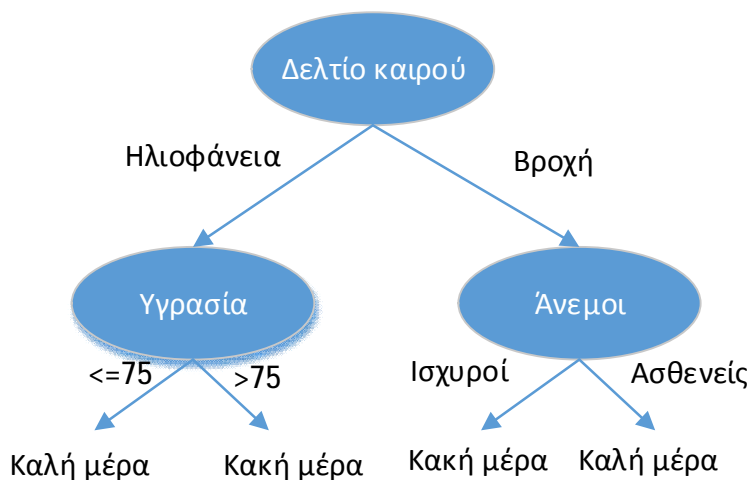 Δελτίο καιρού
Ηλιοφάνεια
Βροχή
Υγρασία
Άνεμοι
<=75
>75
Ισχυροί
Ασθενείς
Καλή μέρα
Κακή μέρα
Κακή μέρα
Καλή μέρα